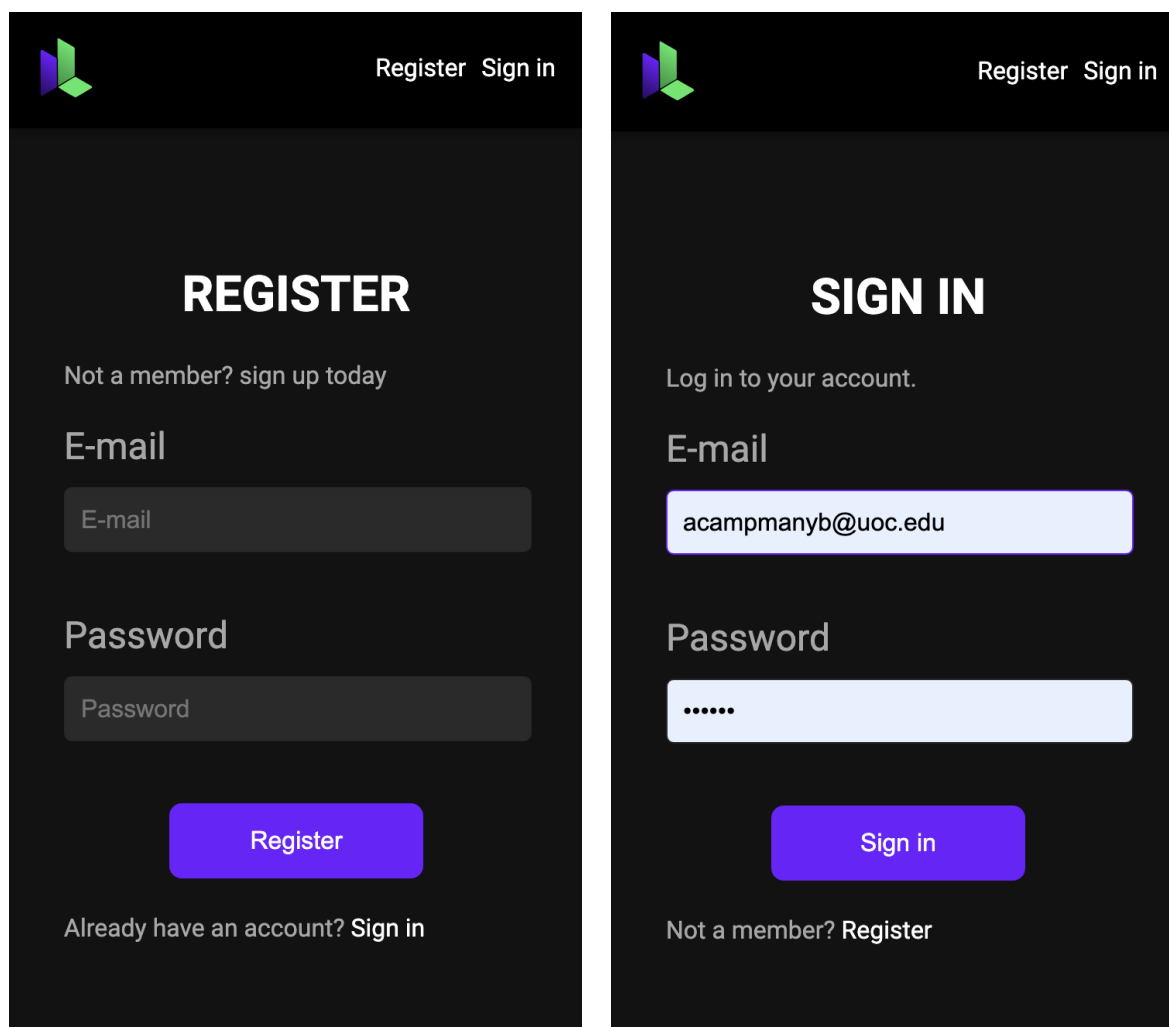 Register Sign in
REGISTER
Not a member? sign up today
E-mail
E-mail
Password
Password
Register
Already have an account? Sign in
Register Sign in
SIGN IN
Log in to your account.
E-mail
acampmanyb@uoc.edu
Password
••••••
Sign in
Not a member? Register